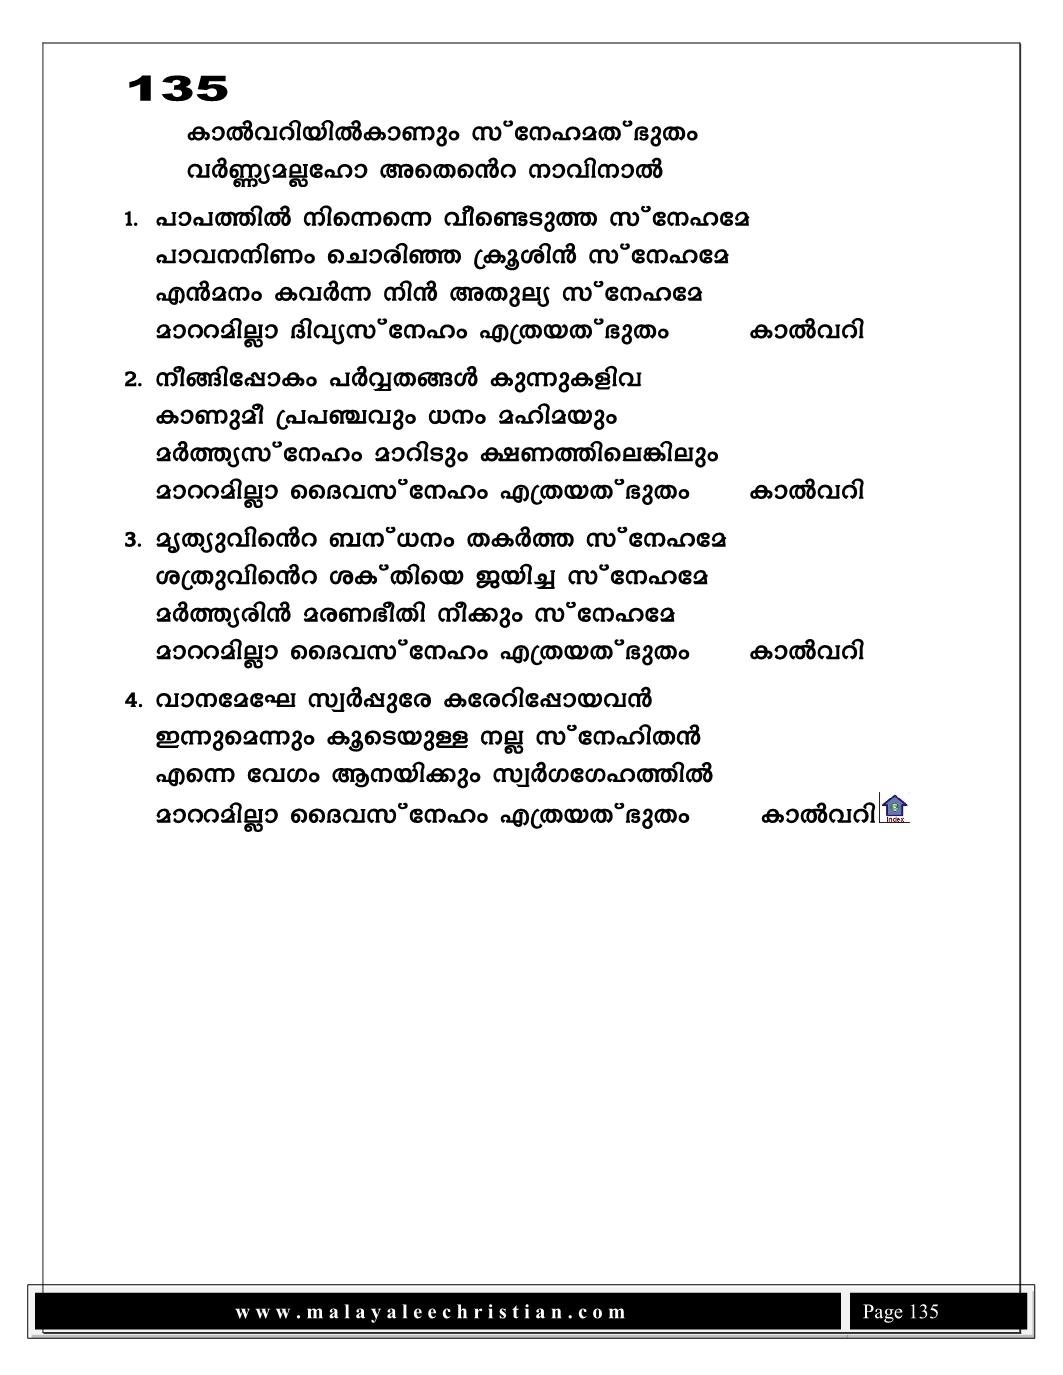 135
കാൽവറിയിൽകാണും സ്‌നേഹമത്ഭുതം
വർണ്ണ്യമല്ലഹോ അതെൻെറ നാവിനാൽ
1. പാപത്തിൽ നിന്നെന്നെ വീണ്ടെടുത്ത സ്‌നേഹമേ
പാവനനിണം ചൊരിഞ്ഞ ക്രൂശിൻ സ്‌നേഹമേ
എൻമനം കവർന്ന നിൻ അതുല്യ സ്‌നേഹമേ
മാററമില്ലാ ദിവ്യസ്‌നേഹം എത്രയത്ഭുതം കാൽവറി
2. നീങ്ങിപ്പോകം പർവ്വതങ്ങൾ കുന്നുകളിവ
കാണുമീ പ്രപഞ്ചവും ധനം മഹിമയും
മർത്ത്യസ്‌നേഹം മാറിടും ക്ഷണത്തിലെങ്കിലും
മാററമില്ലാ ദൈവസ്‌നേഹം എത്രയത്ഭുതം കാൽവറി
3. മൃത്യുവിൻെറ ബന്ധനം തകർത്ത സ്‌നേഹമേ
ശത്രുവിൻെറ ശക്തിയെ ജയിച്ച സ്‌നേഹമേ
മർത്ത്യരിൻ മരണഭീതി നീക്കും സ്‌നേഹമേ
മാററമില്ലാ ദൈവസ്‌നേഹം എത്രയത്ഭുതം കാൽവറി
4. വാനമേഘേ സ്വർപ്പുരേ കരേറിപ്പോയവൻ
ഇന്നുമെന്നും കൂടെയുള്ള നല്ല സ്‌നേഹിതൻ
എന്നെ വേഗം ആനയിക്കും സ്വർഗഗേഹത്തിൽ
മാററമില്ലാ ദൈവസ്‌നേഹം എത്രയത്ഭുതം കാൽവറി
Index
www.malayaleechristian.com Page 135